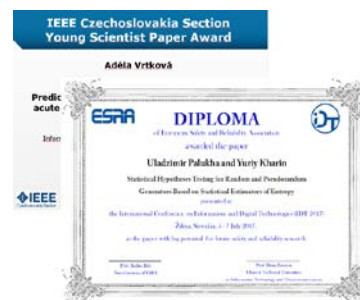 IEEE Czechoslovakia Section
Young Scientist Paper Award
Adéla Vrtková
Predic
acute
Infor
IEEE
ESRA
DIPLOMA
of European Safety and Reliability Association
awarded the paper
Uladzimir Palukha and Yuriy Kharin
Statistical Hypotheses Testing for Random and Pseudorandom
Generators Based on Statistical Estimators of Entropy
presented at
the International Conference on Information and Digital Technologies (IDT 2017)
Žilina, Slovakia, 5 - 7 July 2017,
as the paper with big potential for future safety and reliability research